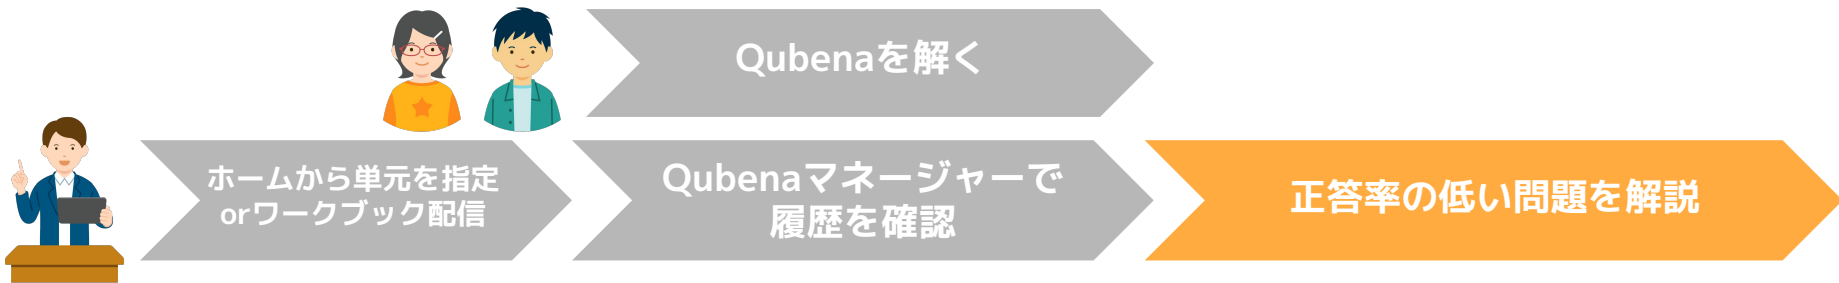 Qubenaを解く
ホームから単元を指定
orワークブック配信
Qubenaマネージャーで
履歴を確認
正答率の低い問題を解説